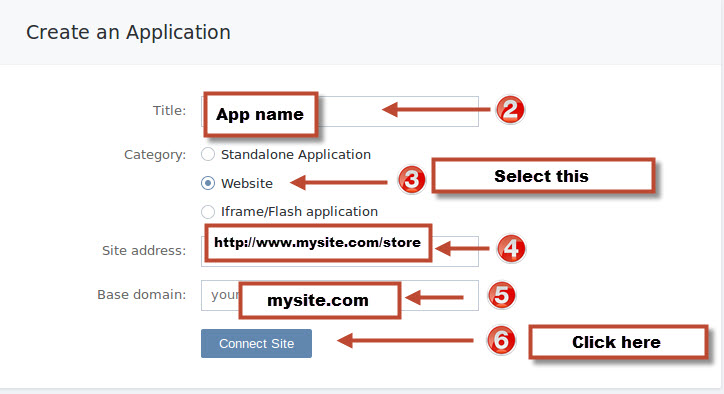 Create an Application
Title: App name 2
Category: Standalone Application
Website 3 Select this
Iframe/Flash application
Site address: http://www.mysite.com/store 4
Base domain: your mysite.com 5
Connect Site 6 Click here